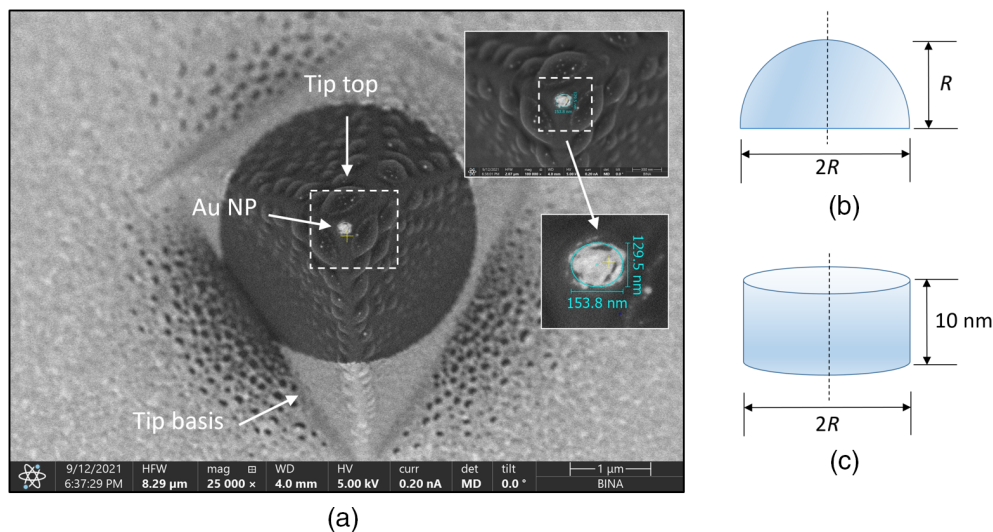 Tip top
Au NP
Tip basis
153.8 nm
129.5 nm
9/12/2021
6:37:29 PM
HFW
8.29 µm
mag
25 000 ×
WD
4.0 mm
HV
5.00 kV
curr
0.20 nA
det
MD
tilt
0.0 °
1 µm
BINA
(a)
R
2R
(b)
10 nm
2R
(c)